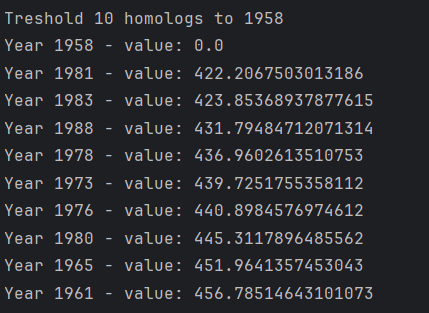 Treshold 10 homologs to 1958
Year 1958 - value: 0.0
Year 1981 - value: 422.2067503013186
Year 1983 - value: 423.85368937877615
Year 1988 - value: 431.79484712071314
Year 1978 - value: 436.9602613510753
Year 1973 - value: 439.7251755358112
Year 1976 - value: 440.8984576974612
Year 1980 - value: 445.3117896485562
Year 1965 - value: 451.9641357453043
Year 1961 - value: 456.78514643101073